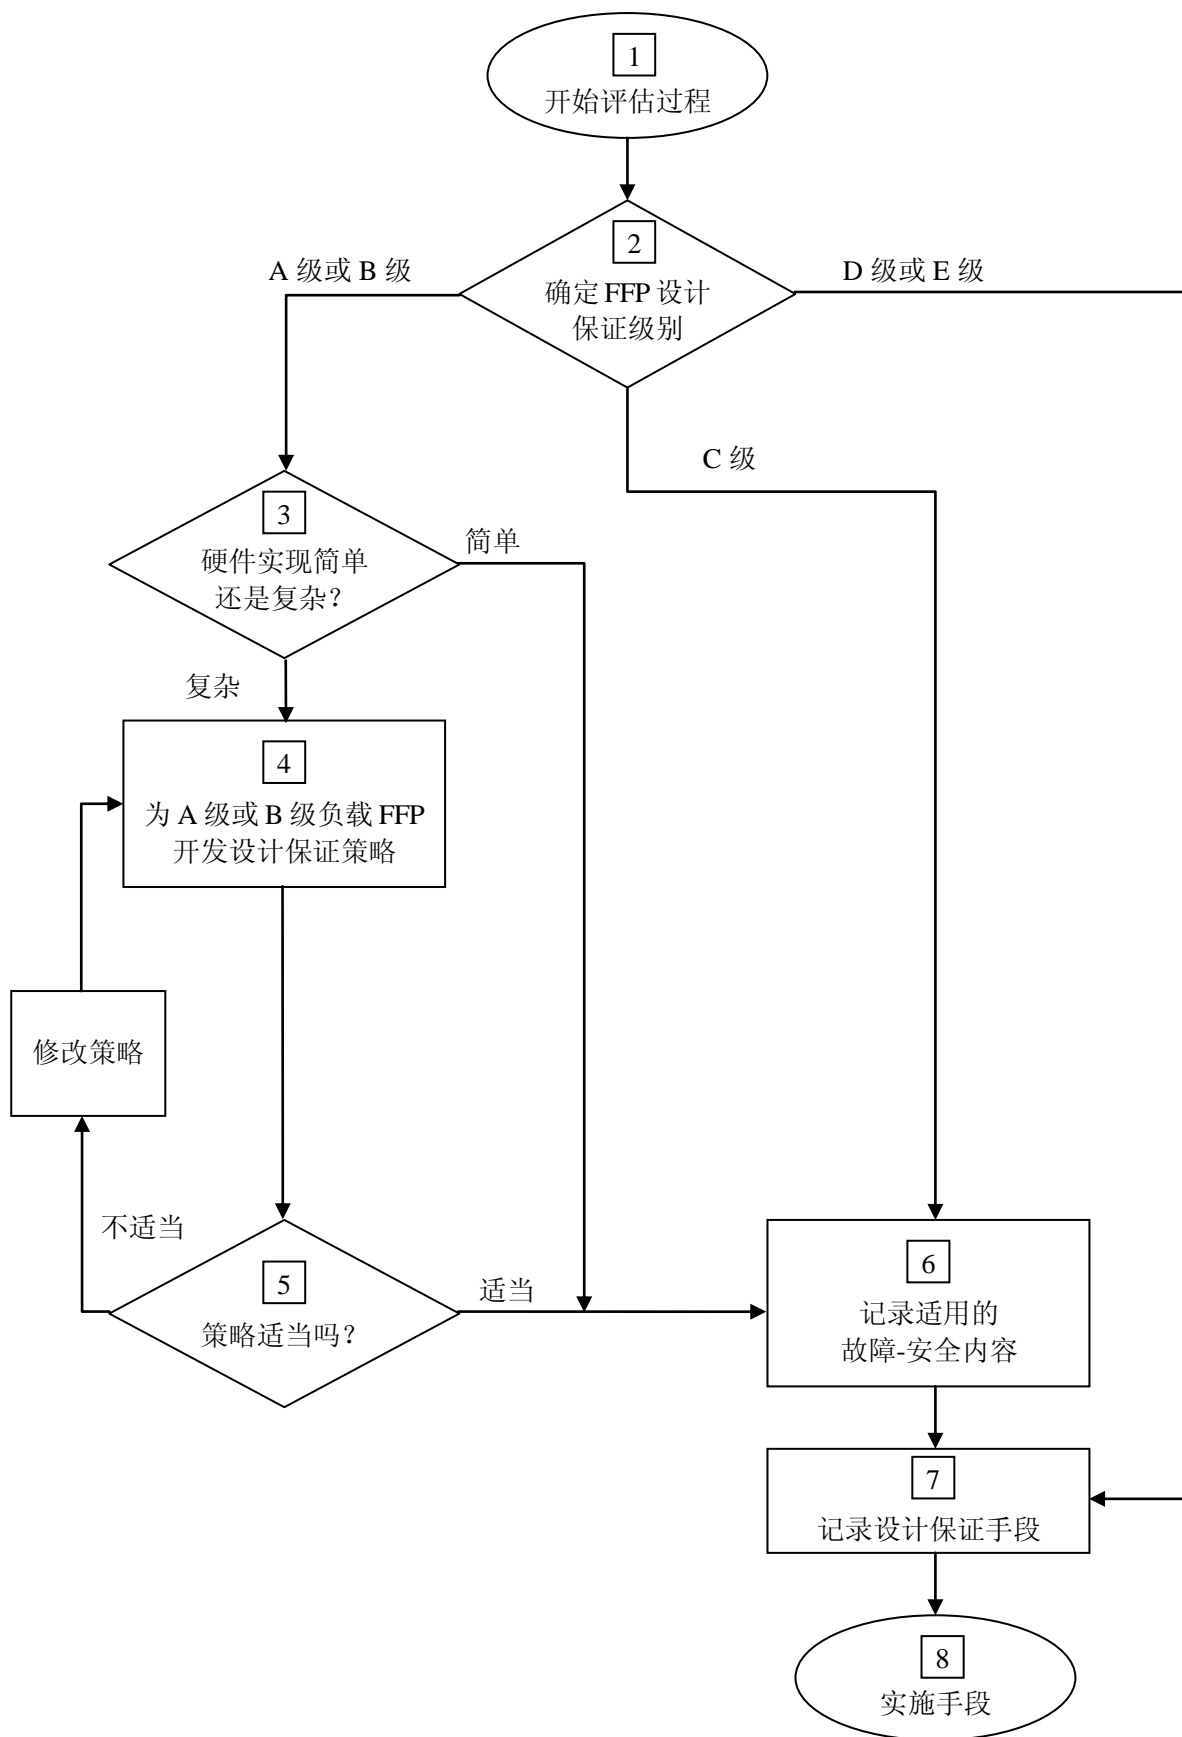 1
开始评估过程
2
确定 FFP 设计
保证级别
A 级或 B 级
D 级或 E 级
C 级
3
硬件实现简单
还是复杂？
简单
复杂
4
为 A 级或 B 级负载 FFP
开发设计保证策略
修改策略
不适当
5
策略适当吗？
适当
6
记录适用的
故障-安全内容
7
记录设计保证手段
8
实施手段